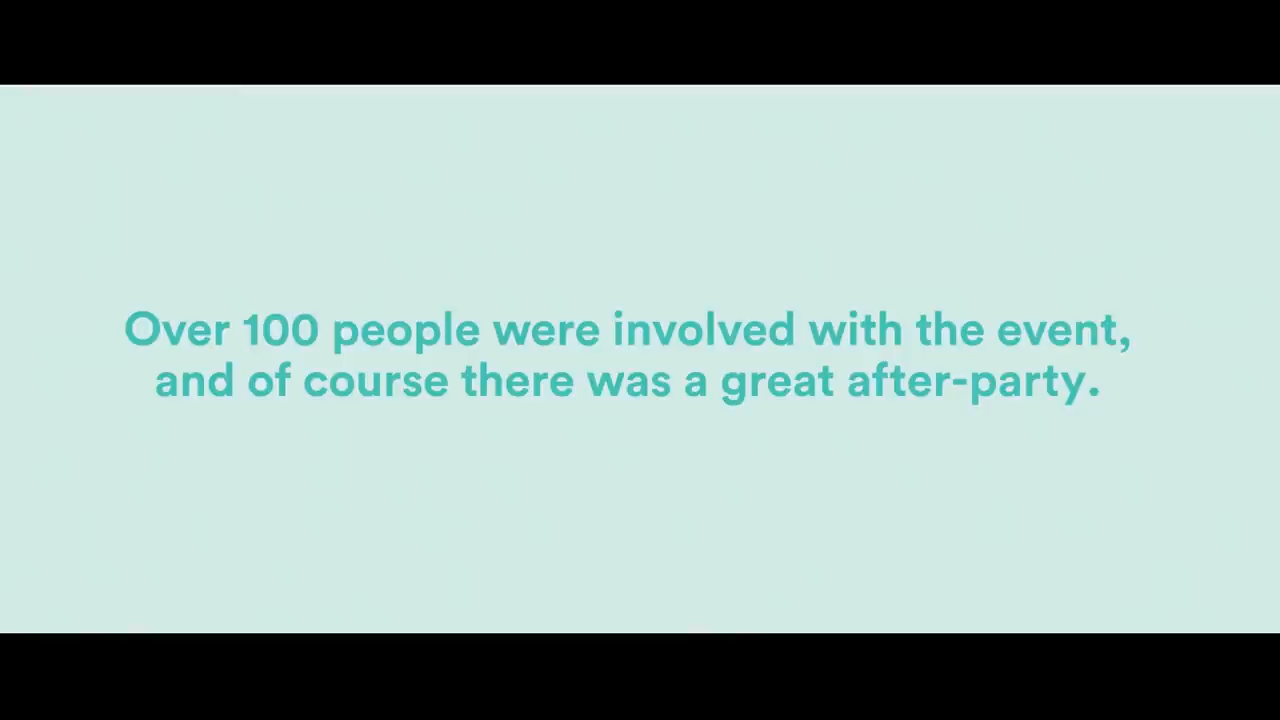 Over 100 people were involved with the event,
and of course there was a great after-party.